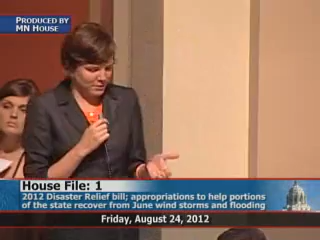 PRODUCED BY
MN HOUSE
House File: 1
2012 Disaster Relief bill; appropriations to help portions
of the state recover from June wind storms and flooding
Friday, August 24, 2012